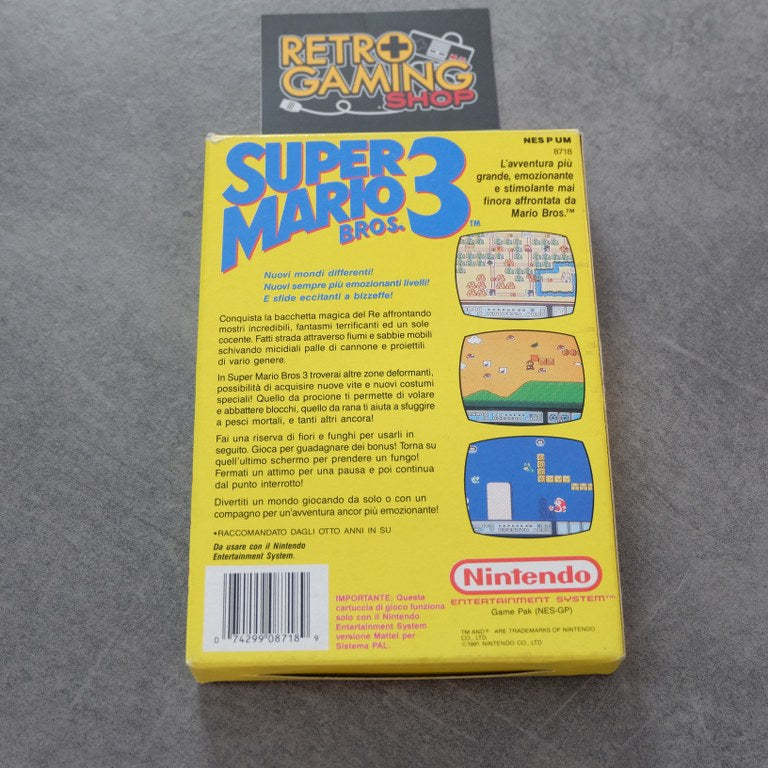 RETRO
GAMING
SHOP
SUPER
MARIO
BROS. 3™
NES P UM
8718
L'avventura più
grande, emozionante
e stimolante mai
finora affrontata da
Mario Bros.™
Nuovi mondi differenti!
Nuovi sempre più emozionanti livelli!
E sfide eccitanti a bizzeffe!
Conquista la bacchetta magica del Re affrontando
mostri incredibili, fantasmi terrificanti ed un sole
cocente. Fatti strada attraverso fiumi e sabbie mobili
schivando micidiali palle di cannone e proiettili
di vario genere.
In Super Mario Bros 3 troverai altre zone deformanti,
possibilità di acquisire nuove vite e nuovi costumi
speciali! Quello da procione ti permette di volare
e abbattere blocchi, quello da rana ti aiuta a sfuggire
a pesci mortali, e tanti altri ancora!
Fai una riserva di fiori e funghi per usarli in
seguito. Gioca per guadagnare dei bonus! Torna su
quell'ultimo schermo per prendere un fungo!
Fermati un attimo per una pausa e poi continua
dal punto interrotto!
Divertiti un mondo giocando da solo o con un
compagno per un'avventura ancor più emozionante!
•RACCOMANDATO DAGLI OTTO ANNI IN SU
Da usare con il Nintendo
Entertainment System.
0 74299 08718 9
IMPORTANTE: Questa
cartuccia di gioco funziona
solo con il Nintendo
Entertainment System
versione Mattel per
Sistema PAL.
Nintendo
ENTERTAINMENT SYSTEM™
Game Pak (NES-GP)
TM AND ® ARE TRADEMARKS OF NINTENDO
CO., LTD.
©1991 NINTENDO CO., LTD.